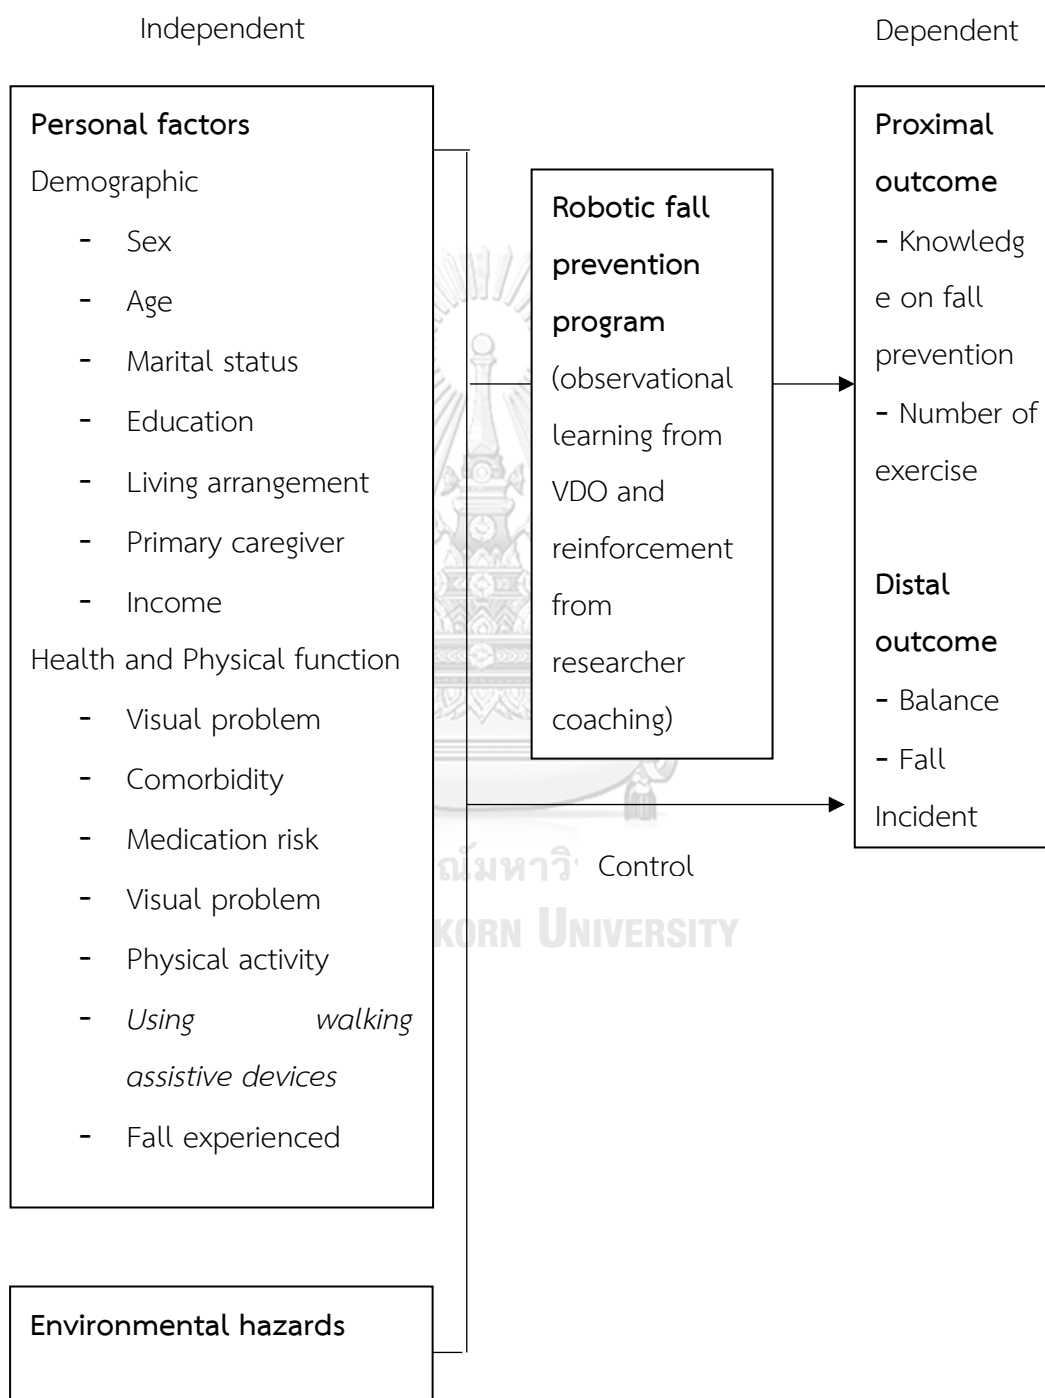 Independent
Dependent
Personal factors
Demographic
- Sex
- Age
- Marital status
- Education
- Living arrangement
- Primary caregiver
- Income
Health and Physical function
- Visual problem
- Comorbidity
- Medication risk
- Visual problem
- Physical activity
- Using walking
assistive devices
- Fall experienced
Environmental hazards
Robotic fall
prevention
program
(observational
learning from
VDO and
reinforcement
from
researcher
coaching)
Control
Proximal
outcome
- Knowledg
e on fall
prevention
- Number of
exercise
Distal
outcome
- Balance
- Fall
Incident
KORN UNIVERSITY